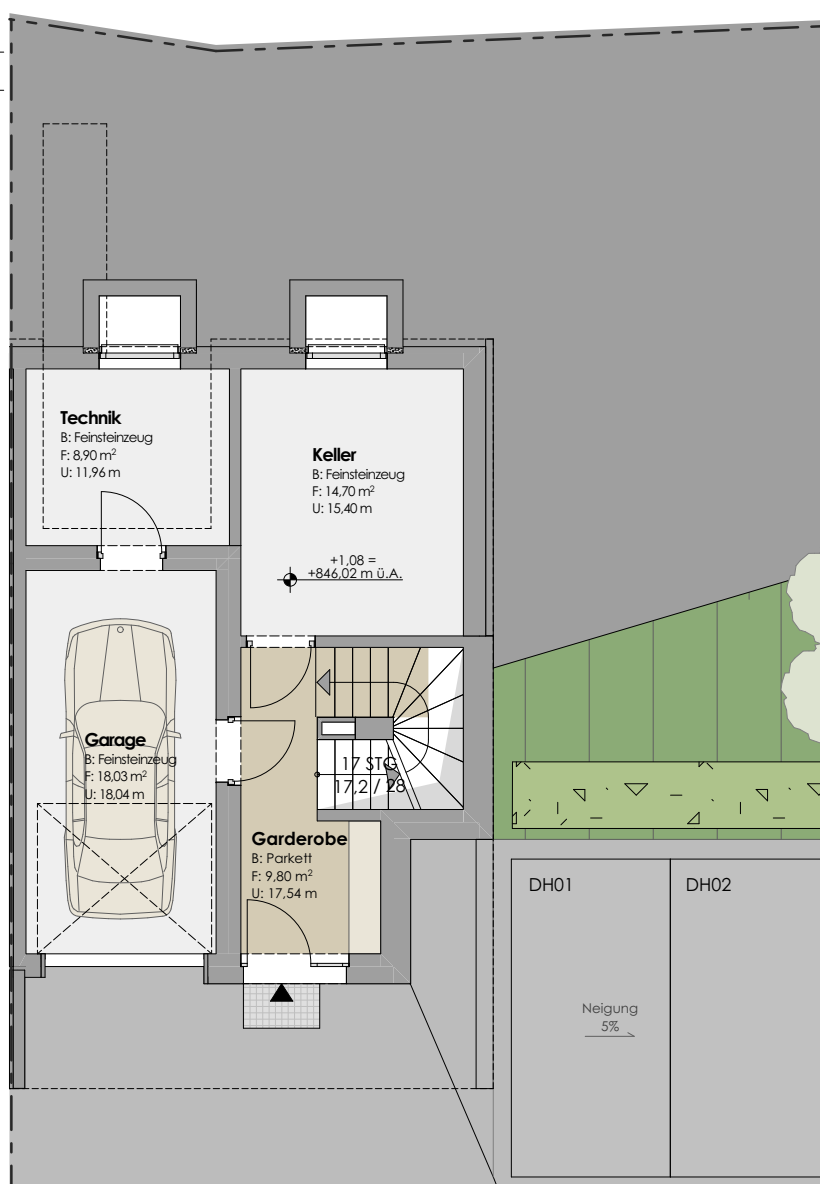 Technik
B: Feinsteinzeug
F: 8,90 m²
U: 11,96 m
Keller
B: Feinsteinzeug
F: 14,70 m²
U: 15,40 m
+1,08 =
+846,02 m ü.A.
Garage
B: Feinsteinzeug
F: 18,03 m²
U: 18,04 m
17 STG
17,2 / 28
Garderobe
B: Parkett
F: 9,80 m²
U: 17,54 m
DH01
DH02
Neigung
5%